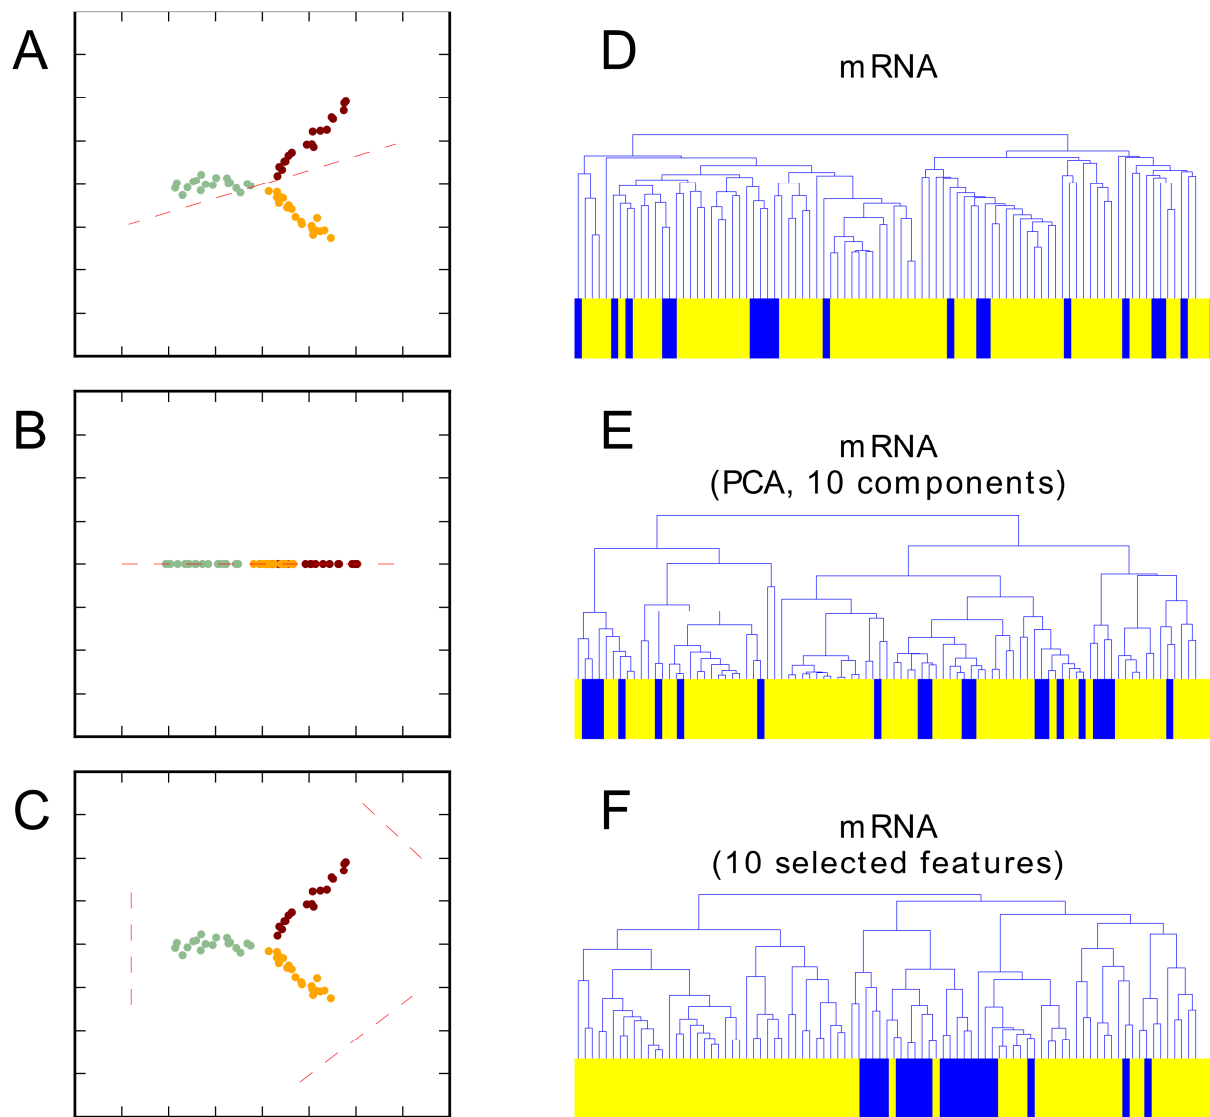 A
D
mRNA
B
E
mRNA
(PCA, 10 components)
C
F
mRNA
(10 selected features)